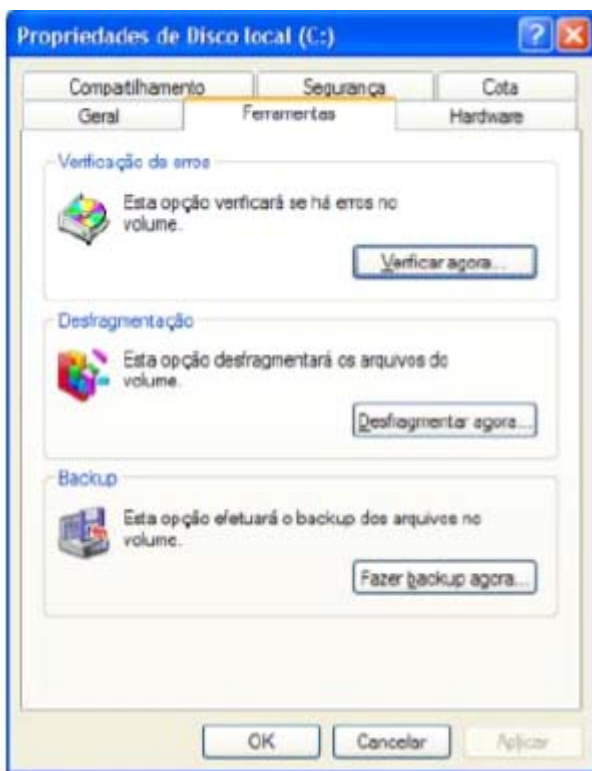 Propriedades de Disco local (C:)
Compatilhamento Segurança Cota
Geral Ferramentas Hardware
Verificação de erros
Esta opção verificará se há erros no
volume.
Verificar agora...
Desfragmentação
Esta opção desfragmentará os arquivos do
volume.
Desfragmentar agora...
Backup
Esta opção efetuará o backup dos arquivos no
volume.
Fazer backup agora...
OK Cancelar Aplicar